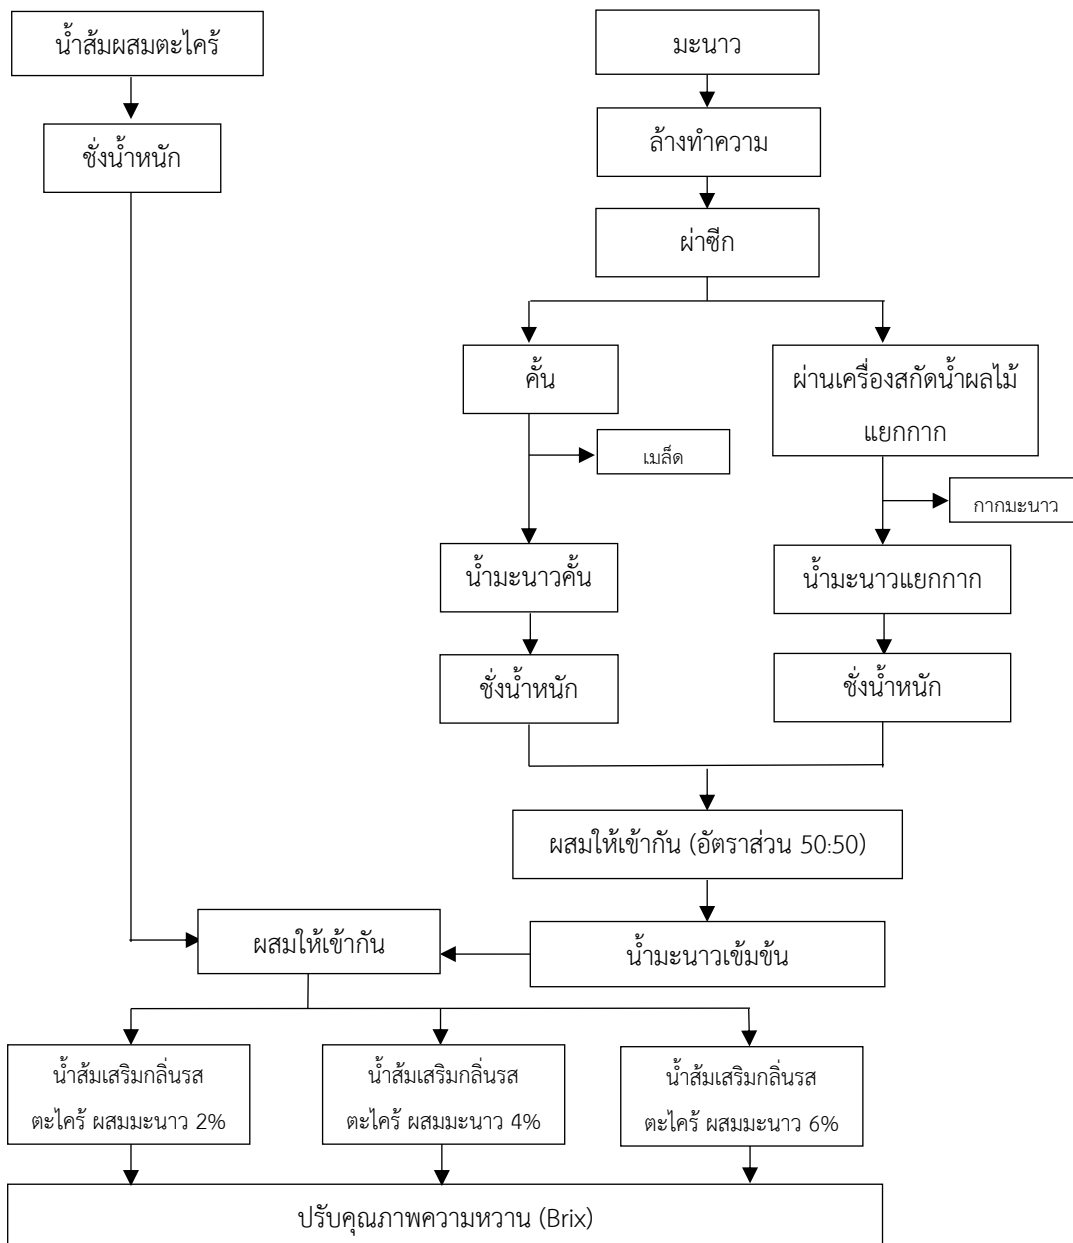 น้ำส้มผสมตะไคร้
ชั่งน้ำหนัก
มะนาว
ล้างทำความ
ผ่าซีก
คั้น
เมล็ด
น้ำมะนาวคั้น
ชั่งน้ำหนัก
ผ่านเครื่องสกัดน้ำผลไม้
แยกกาก
กากมะนาว
น้ำมะนาวแยกกาก
ชั่งน้ำหนัก
ผสมให้เข้ากัน (อัตราส่วน 50:50)
น้ำมะนาวเข้มข้น
ผสมให้เข้ากัน
น้ำส้มเสริมกลิ่นรส
ตะไคร้ ผสมมะนาว 2%
น้ำส้มเสริมกลิ่นรส
ตะไคร้ ผสมมะนาว 4%
น้ำส้มเสริมกลิ่นรส
ตะไคร้ ผสมมะนาว 6%
ปรับคุณภาพความหวาน (Brix)